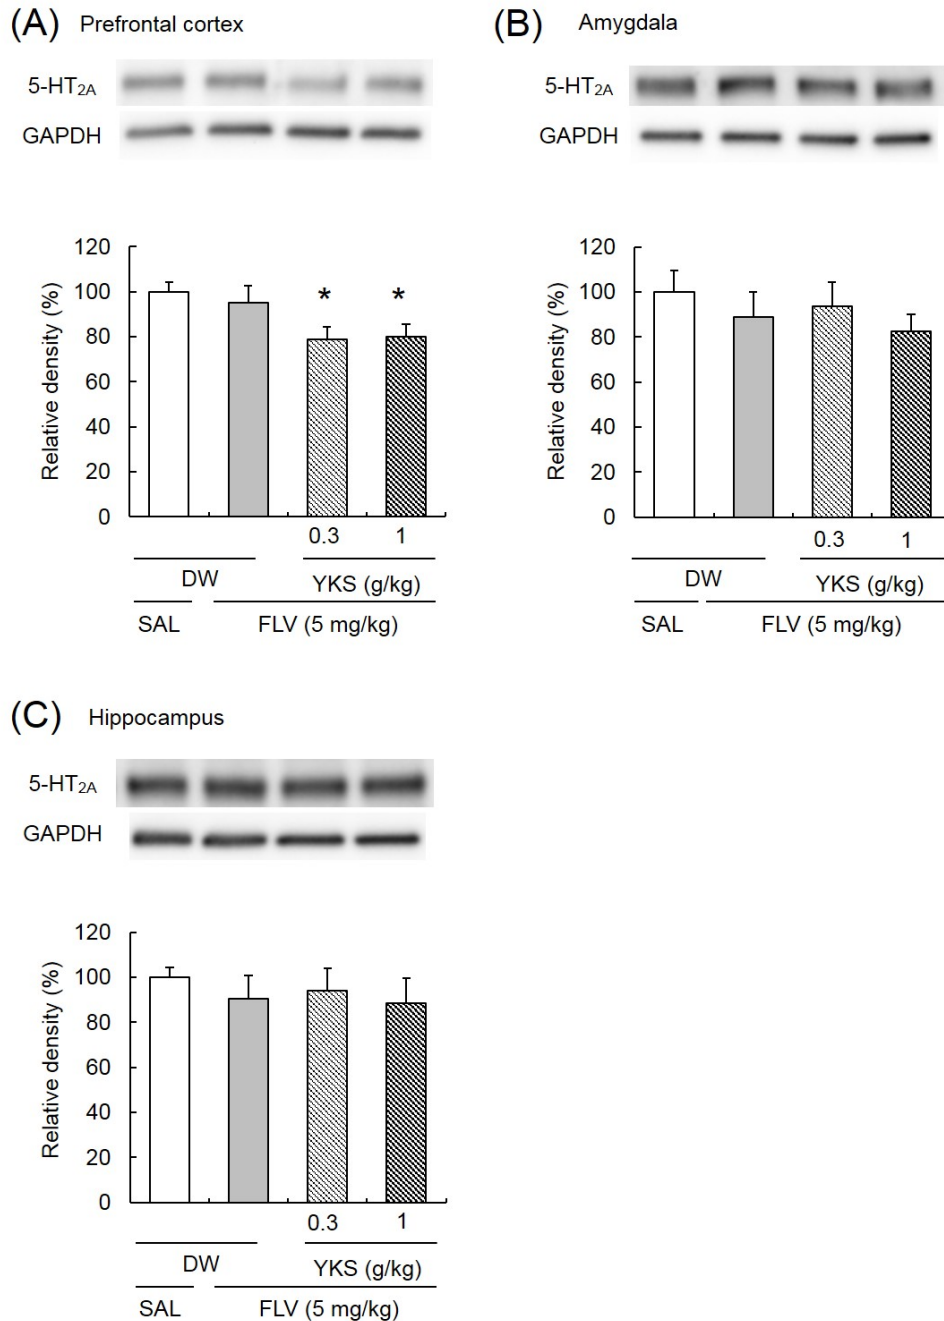 (A) Prefrontal cortex
5-HT2A
GAPDH
120
100
80
60
40
20
0
Relative density (%)
* *
0.3 1
DW YKS (g/kg)
SAL FLV (5 mg/kg)
(B) Amygdala
5-HT2A
GAPDH
120
100
80
60
40
20
0
Relative density (%)
0.3 1
DW YKS (g/kg)
SAL FLV (5 mg/kg)
(C) Hippocampus
5-HT2A
GAPDH
120
100
80
60
40
20
0
Relative density (%)
0.3 1
DW YKS (g/kg)
SAL FLV (5 mg/kg)